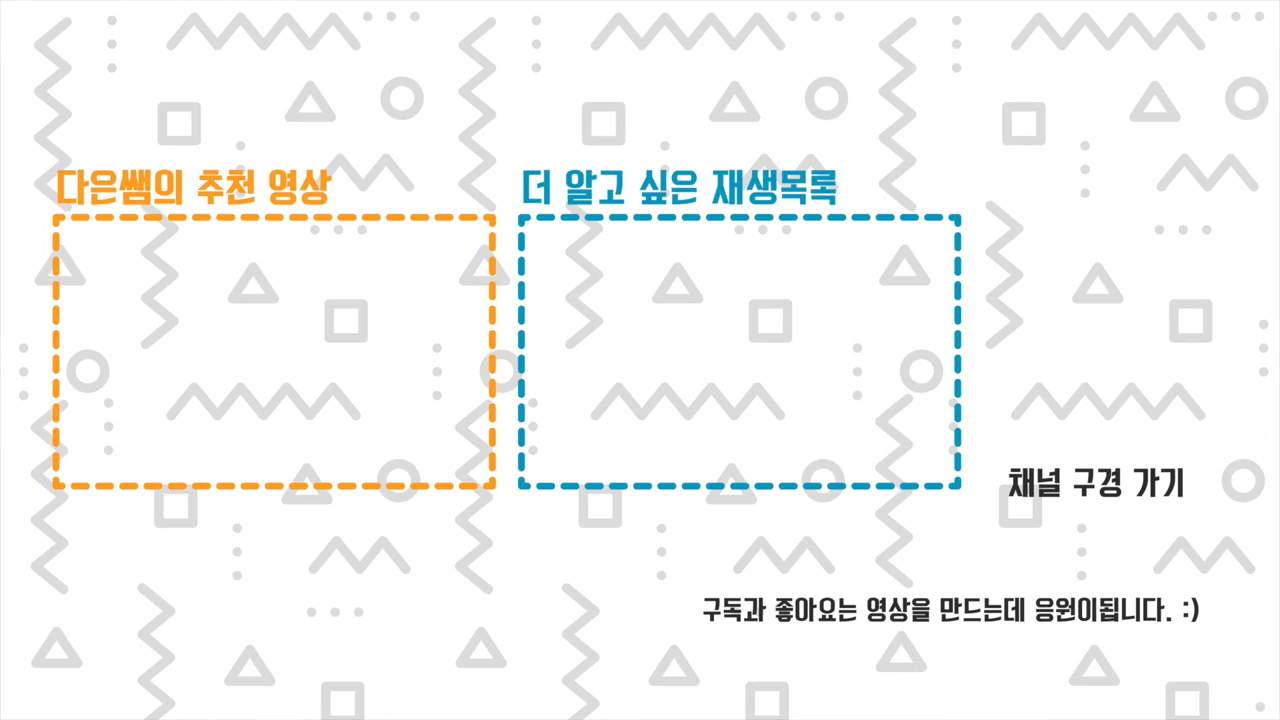 다은쌤의 추천 영상
더 알고 싶은 재생목록
채널 구경 가기
구독과 좋아요는 영상을 만드는데 응원이됩니다. :)